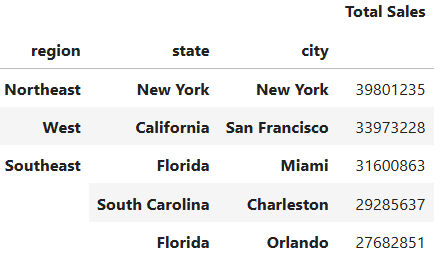 Total Sales
region state city
Northeast New York New York 39801235
West California San Francisco 33973228
Southeast Florida Miami 31600863
South Carolina Charleston 29285637
Florida Orlando 27682851